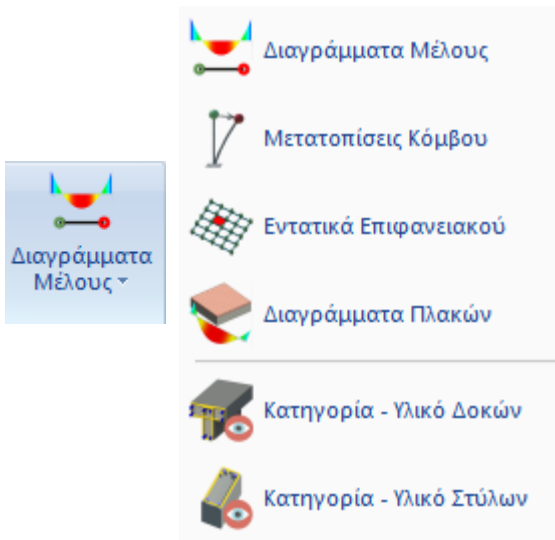 Διαγράμματα
Μέλους
Διαγράμματα Μέλους
Μετατοπίσεις Κόμβου
Εντατικά Επιφανειακού
Διαγράμματα Πλακών
Κατηγορία - Υλικό Δοκών
Κατηγορία - Υλικό Στύλων